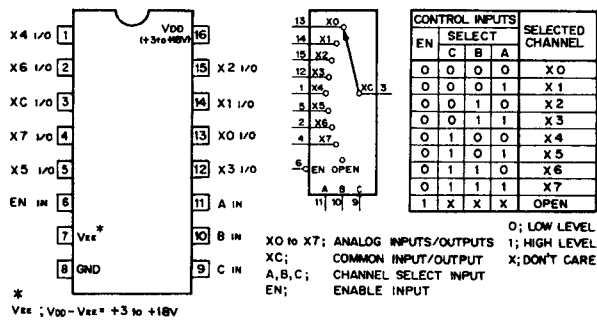 X4 I/O 1
X6 I/O 2
XC I/O 3
X7 I/O 4
X5 I/O 5
EN IN 6
7 VEE*
8 GND
VDD 16
(+3 to +18V)
15 X2 I/O
14 X1 I/O
13 X0 I/O
12 X3 I/O
11 A IN
10 B IN
9 C IN
*
VEE ; VDD-VEE= +3 to +18V
13 X0
14 X1
15 X2
12 X3
1 X4
5 X5
2 X6
4 X7
XC 3
6 EN OPEN
A B C
11 10 9
CONTROL INPUTS SELECTED CHANNEL
EN SELECT
C B A
0 0 0 0 X0
0 0 0 1 X1
0 0 1 0 X2
0 0 1 1 X3
0 1 0 0 X4
0 1 0 1 X5
0 1 1 0 X6
0 1 1 1 X7
1 X X X OPEN
0; LOW LEVEL
1; HIGH LEVEL
X; DON'T CARE
X0 to X7; ANALOG INPUTS/OUTPUTS
XC; COMMON INPUT/OUTPUT
A,B,C; CHANNEL SELECT INPUT
EN; ENABLE INPUT